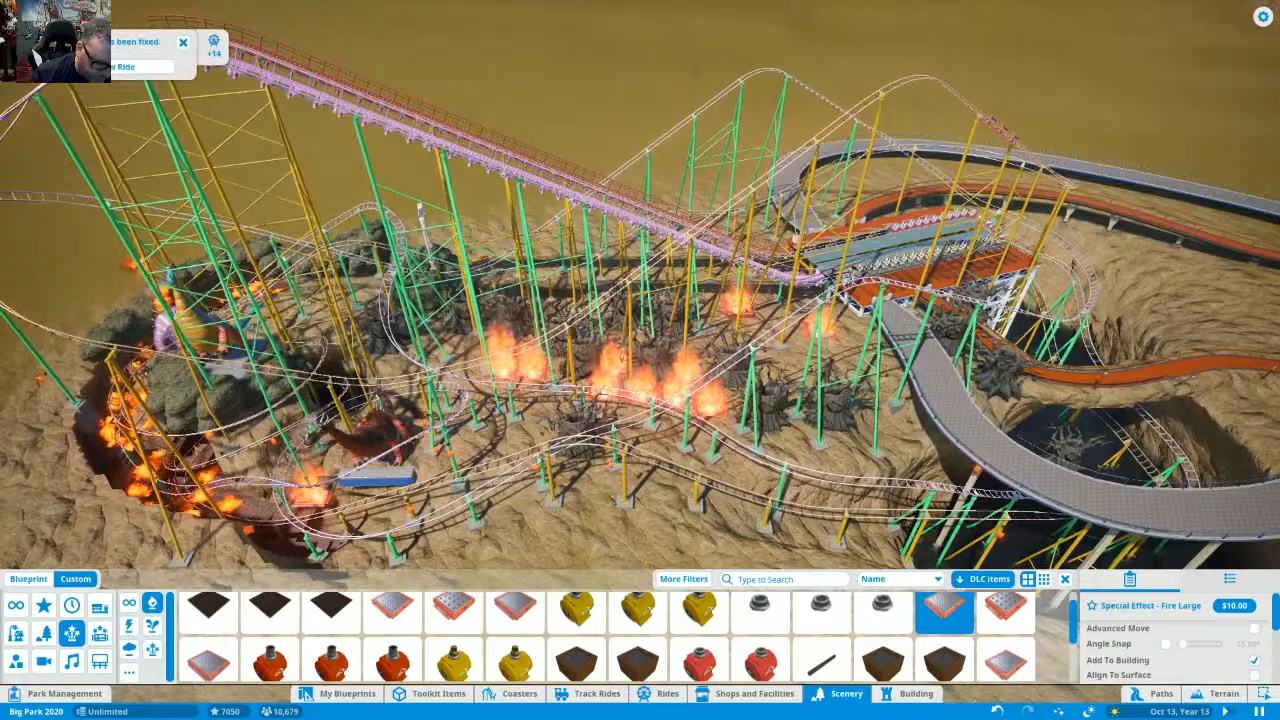 s been fixed.
+14
w Ride
Blueprint Custom More Filters Type to Search Name DLC items
Special Effect - Fire Large $10.00
Advanced Move
Angle Snap 15.00°
Add To Building
Align To Surface
Park Management My Blueprints Toolkit Items Coasters Track Rides Rides Shops and Facilities Scenery Building Paths Terrain
Big Park 2020 Unlimited 7050 10,679 Oct 13, Year 13